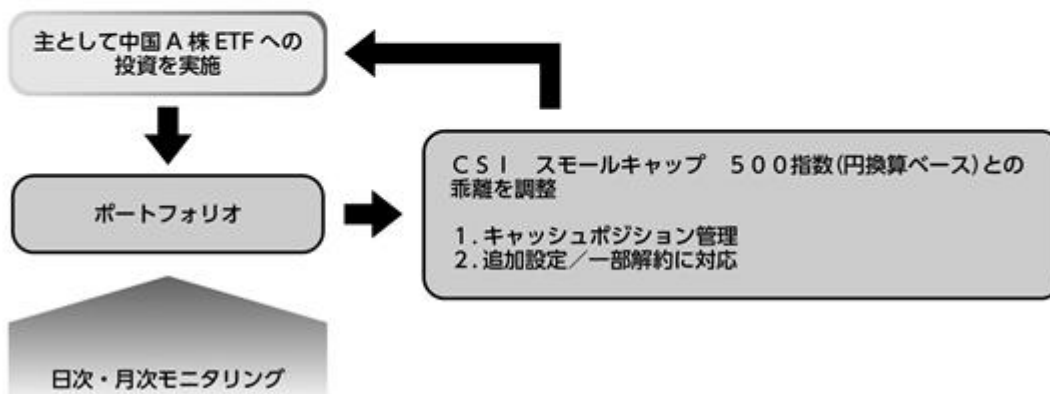 主として中国A株ETFへの
投資を実施
ポートフォリオ
CSI スモールキャップ 500指数(円換算ベース)との
乖離を調整
1.キャッシュポジション管理
2.追加設定/一部解約に対応
日次・月次モニタリング